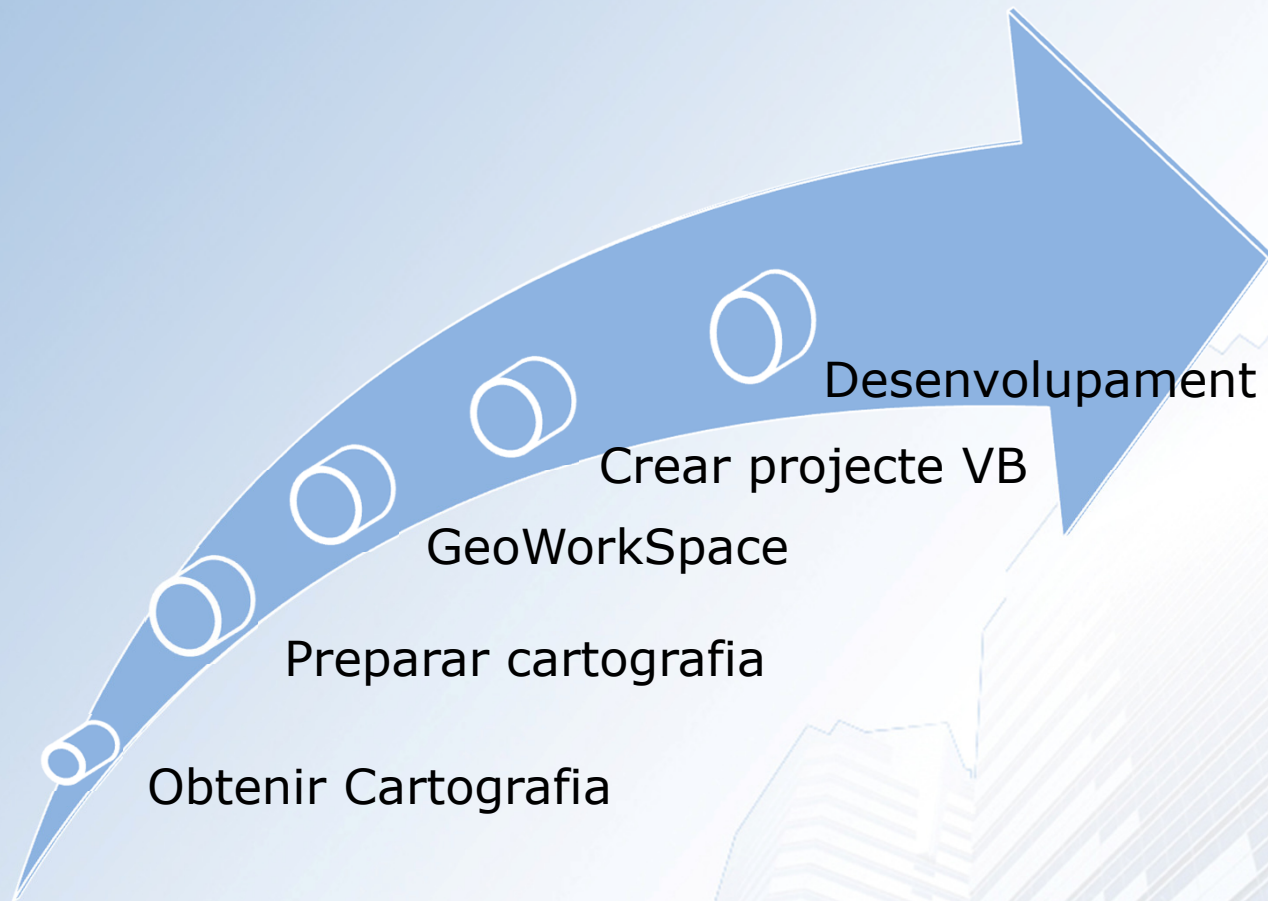 Desenvolupament
Crear projecte VB
GeoWorkSpace
Preparar cartografia
Obtenir Cartografia